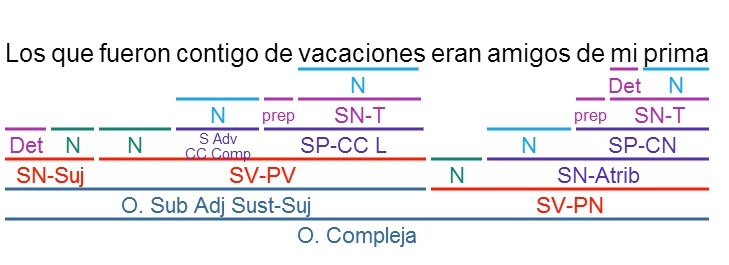 Los que fueron contigo de vacaciones eran amigos de mi prima
Det N
N N
N prep SN-T prep SN-T
Det N N S Adv SP-CC L N SP-CN
CC Comp
SN-Suj SV-PV N SN-Atrib
O. Sub Adj Sust-Suj SV-PN
O. Compleja